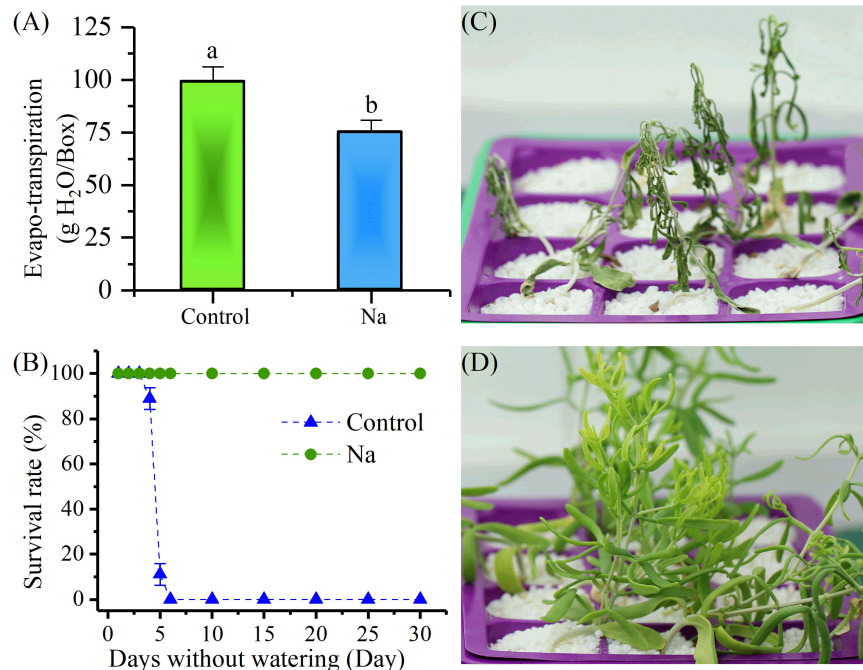 (A)
125
100
75
50
25
0
Evapo-transpiration
(g H₂O/Box)
a
b
Control
Na
(B)
100
80
60
40
20
0
Survival rate (%)
Control
Na
0
5
10
15
20
25
30
Days without watering (Day)
(C)
(D)